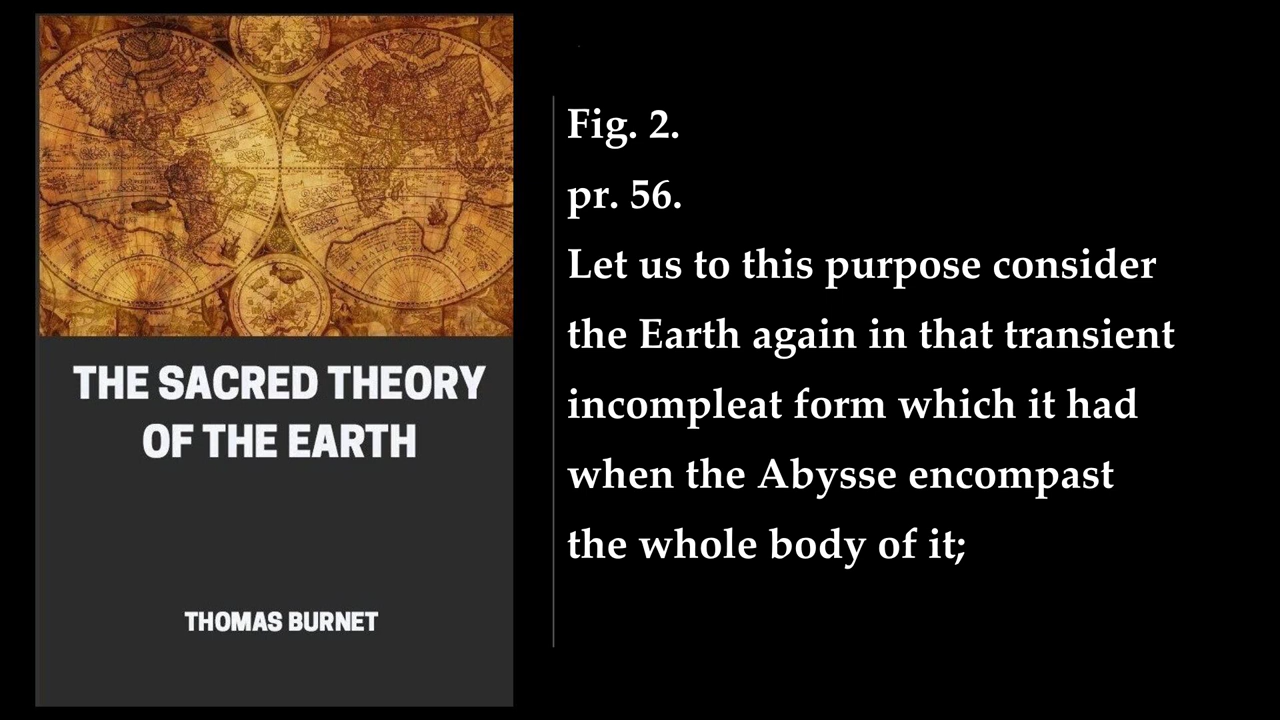 THE SACRED THEORY
OF THE EARTH
THOMAS BURNET
Fig. 2.
pr. 56.
Let us to this purpose consider
the Earth again in that transient
incompleat form which it had
when the Abysse encompast
the whole body of it;